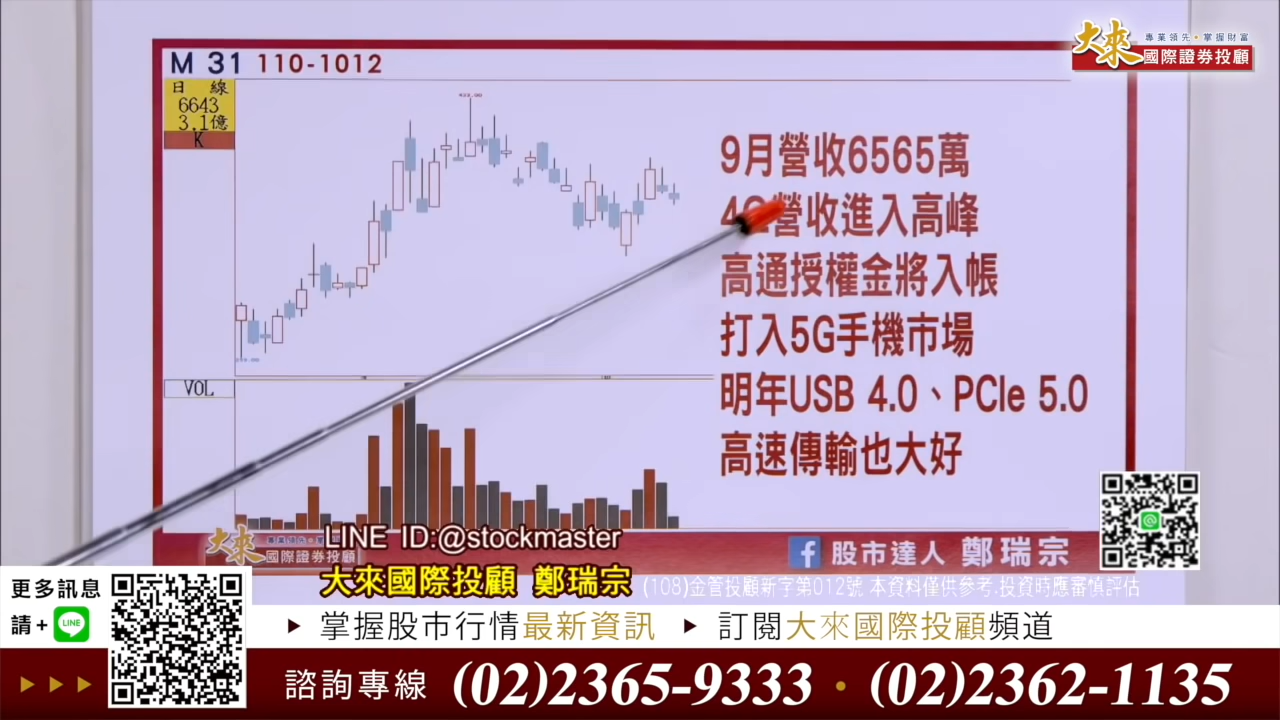 大來 專業領先•掌握財富
國際證券投顧
M 31 110-1012
日 線
6643
3.1億
K
VOL
9月營收6565萬
營收進入高峰
高通授權金將入帳
打入5G手機市場
明年USB 4.0、PCIe 5.0
高速傳輸也大好
大來
國際證券投顧
股市達人 鄭瑞宗
LINE ID:@stockmaster
大來國際投顧 鄭瑞宗
(108)金管投顧新字第012號 本資料僅供參考,投資時應審慎評估
更多訊息
請+ LINE
掌握股市行情最新資訊 訂閱大來國際投顧頻道
諮詢專線 (02)2365-9333 • (02)2362-1135